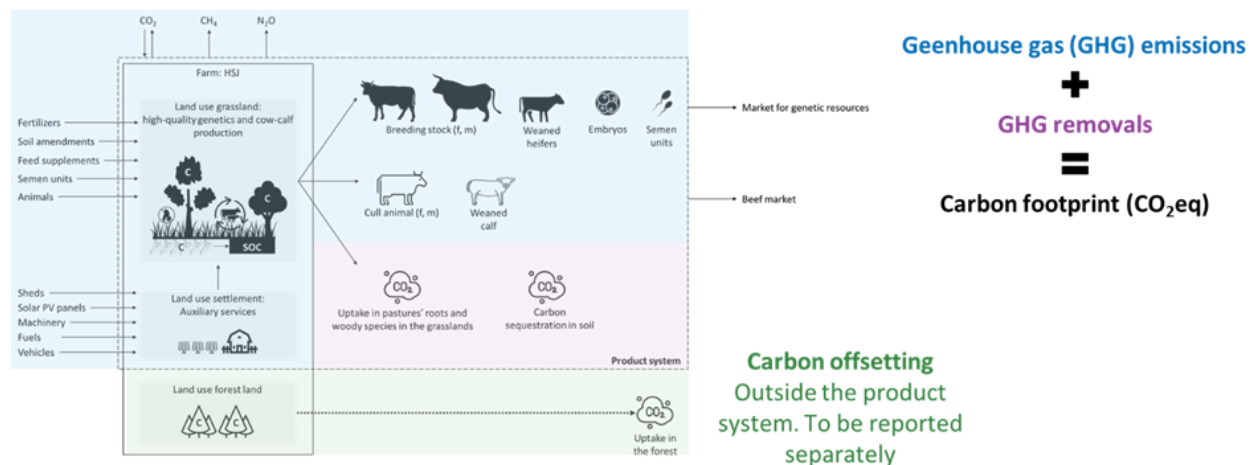 CO₂
CH₄
N₂O
Farm: HSJ
Land use grassland:
high-quality genetics and cow-calf
production
Fertilizers
Soil amendments
Feed supplements
Semen units
Animals
C
C
C
SOC
Breeding stock (f, m)
Weaned
heifers
Embryos
Semen
units
Market for genetic resources
Cull animal (f, m)
Weaned
calf
Beef market
Sheds
Solar PV panels
Machinery
Fuels
Vehicles
Land use settlement:
Auxiliary services
CO₂
Uptake in pastures' roots and
woody species in the grasslands
CO₂
Carbon
sequestration in soil
Product system
Land use forest land
C
C
CO₂
Uptake in
the forest
Geenhouse gas (GHG) emissions
+
GHG removals
=
Carbon footprint (CO₂eq)
Carbon offsetting
Outside the product
system. To be reported
separately